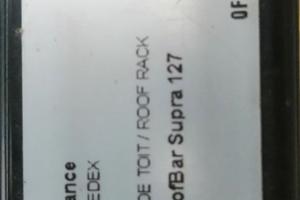 ance
EDEX
DE TOIT / ROOF RACK
ofBar Supra 127
OF